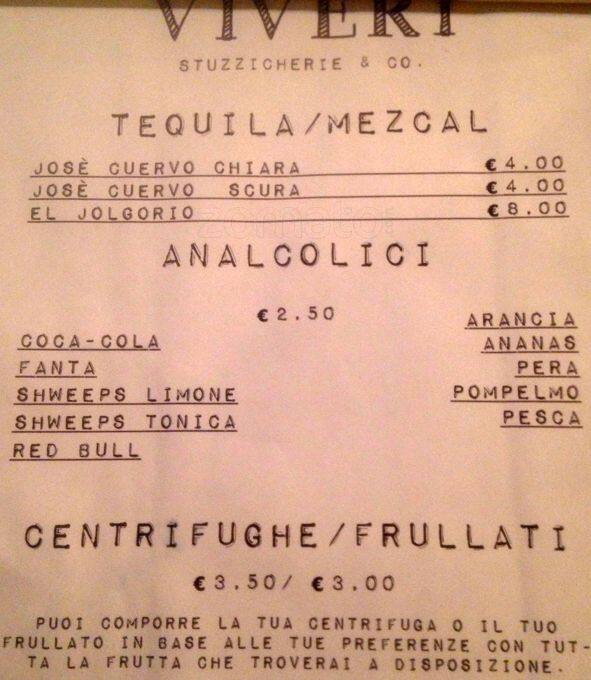 VIVERI
STUZZICHERIE & CO.
TEQUILA/MEZCAL
JOSÈ CUERVO CHIARA €4.00
JOSÈ CUERVO SCURA €4.00
EL JOLGORIO €8.00
zomato
ANALCOLICI
€2.50
COCA-COLA
FANTA
SHWEEPS LIMONE
SHWEEPS TONICA
RED BULL
ARANCIA
ANANAS
PERA
POMPELMO
PESCA
CENTRIFUGHE/FRULLATI
€3.50/ €3.00
PUOI COMPORRE LA TUA CENTRIFUGA O IL TUO
FRULLATO IN BASE ALLE TUE PREFERENZE CON TUT-
TA LA FRUTTA CHE TROVERAI A DISPOSIZIONE.